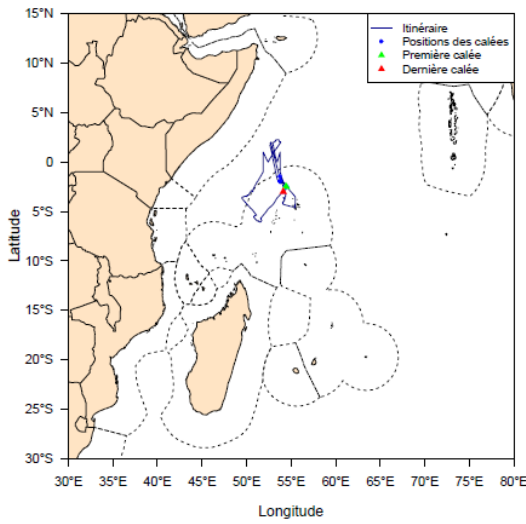 Itinéraire
Positions des calées
Première calée
Dernière calée
15°N
10°N
5°N
0
5°S
10°S
15°S
20°S
25°S
30°S
Latitude
30°E 35°E 40°E 45°E 50°E 55°E 60°E 65°E 70°E 75°E 80°E
Longitude